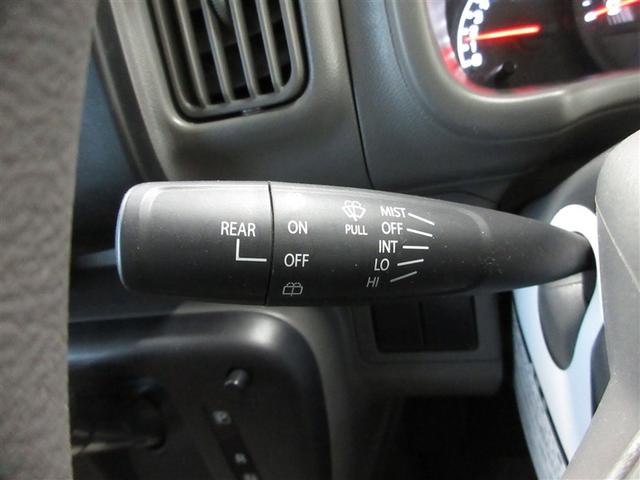 REAR
ON
OFF
PULL
MIST
OFF
INT
LO
HI